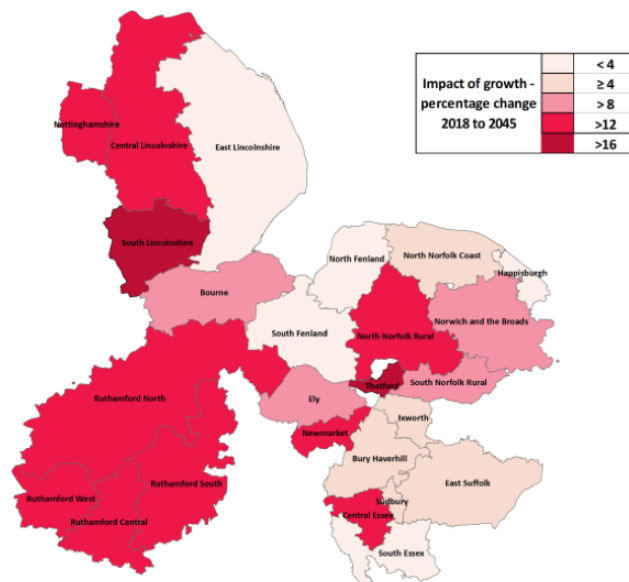 Impact of growth -
percentage change
2018 to 2045
< 4
≥ 4
> 8
>12
>16
Nottinghamshire
Central Lincolnshire
East Lincolnshire
South Lincolnshire
Bourne
North Fenland
North Norfolk Coast
Happisburgh
South Fenland
North Norfolk Rural
Norwich and the Broads
Thetford
South Norfolk Rural
Ruthamford North
Ely
Ixworth
Newmarket
Bury Haverhill
East Suffolk
Ruthamford South
Ruthamford West
Ruthamford Central
Sudbury
Central Essex
South Essex